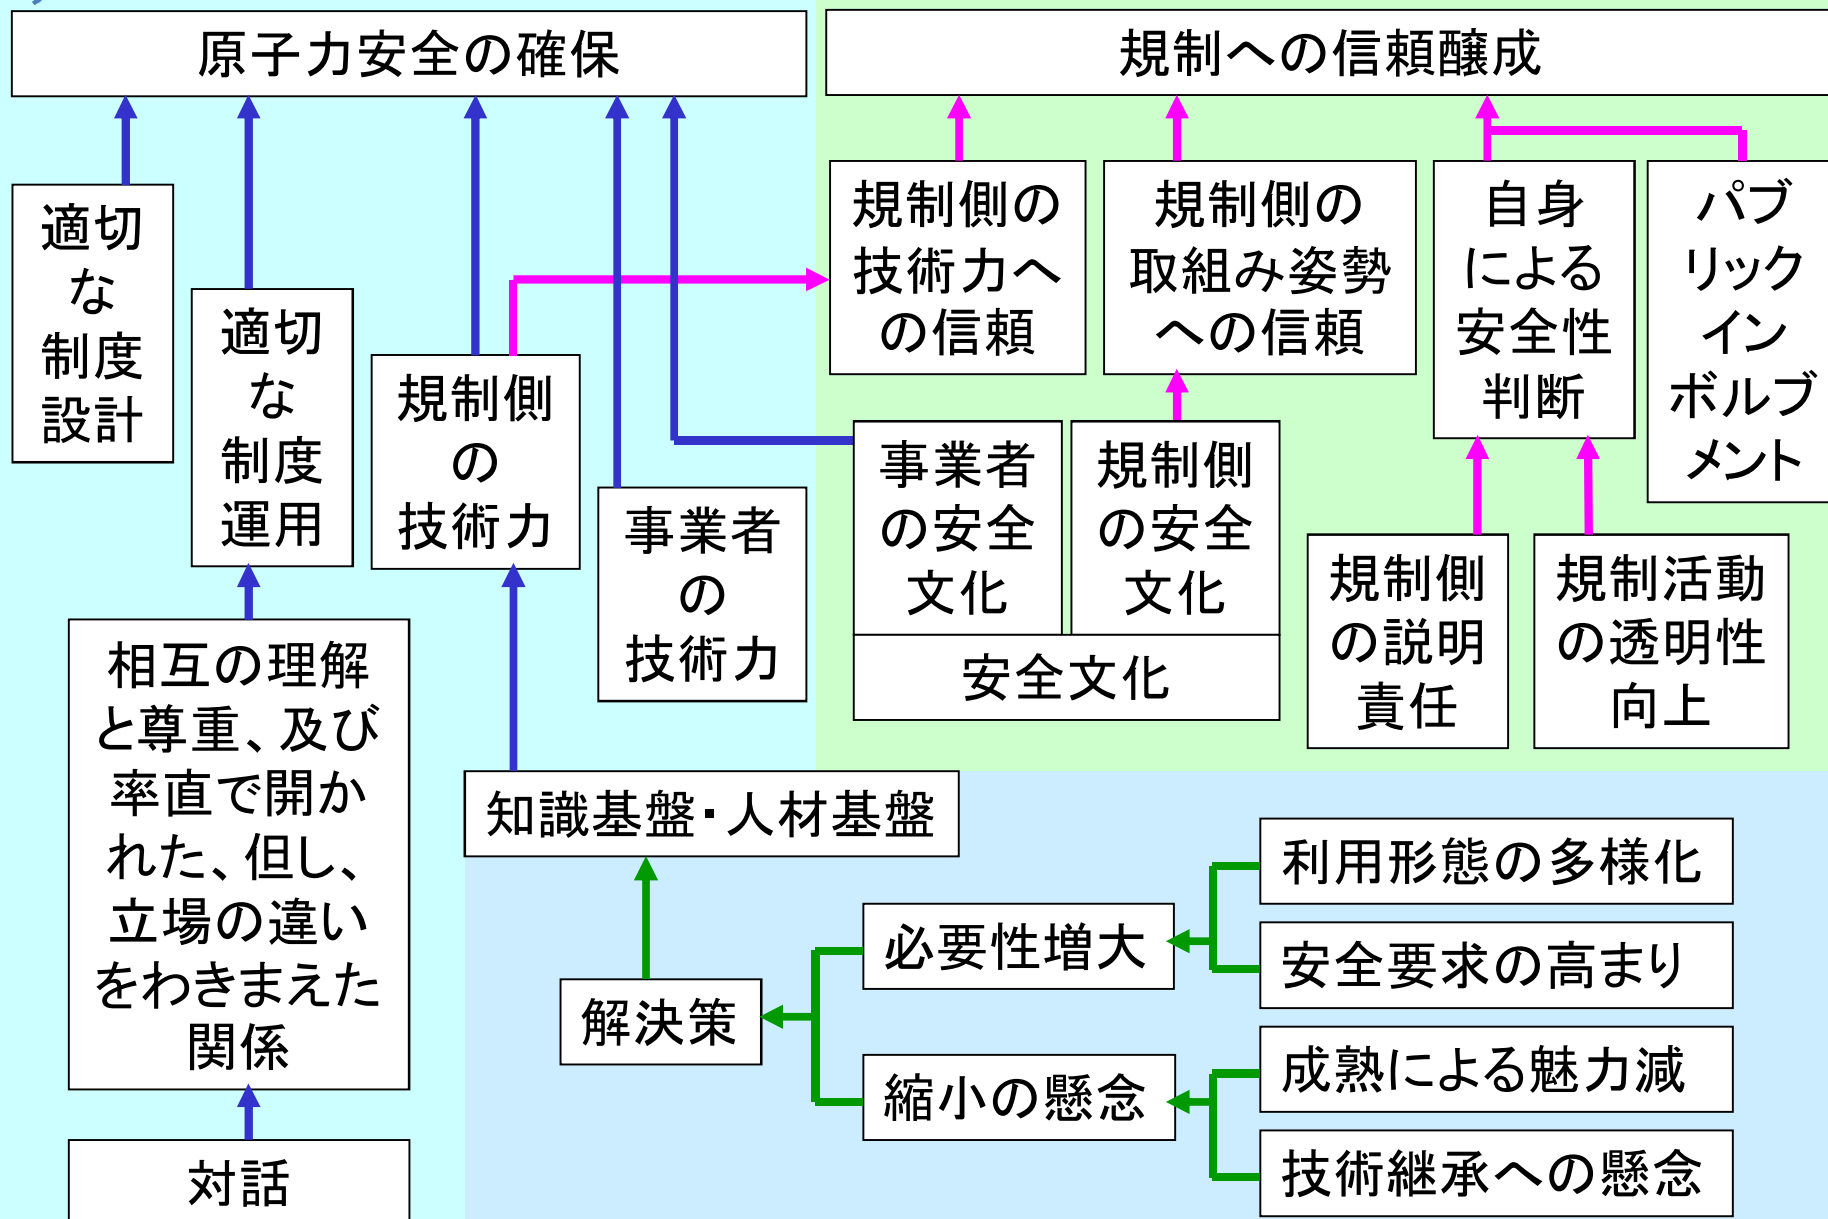 原子力安全の確保
規制への信頼醸成
適切
な
制度
設計
適切
な
制度
運用
規制側
の
技術力
事業者
の
技術力
規制側の
技術力へ
の信頼
規制側の
取組み姿勢
への信頼
自身
による
安全性
判断
パブ
リック
イン
ボルブ
メント
事業者
の安全
文化
規制側
の安全
文化
安全文化
規制側
の説明
責任
規制活動
の透明性
向上
相互の理解
と尊重、及び
率直で開か
れた、但し、
立場の違い
をわきまえた
関係
対話
知識基盤・人材基盤
解決策
必要性増大
縮小の懸念
利用形態の多様化
安全要求の高まり
成熟による魅力減
技術継承への懸念